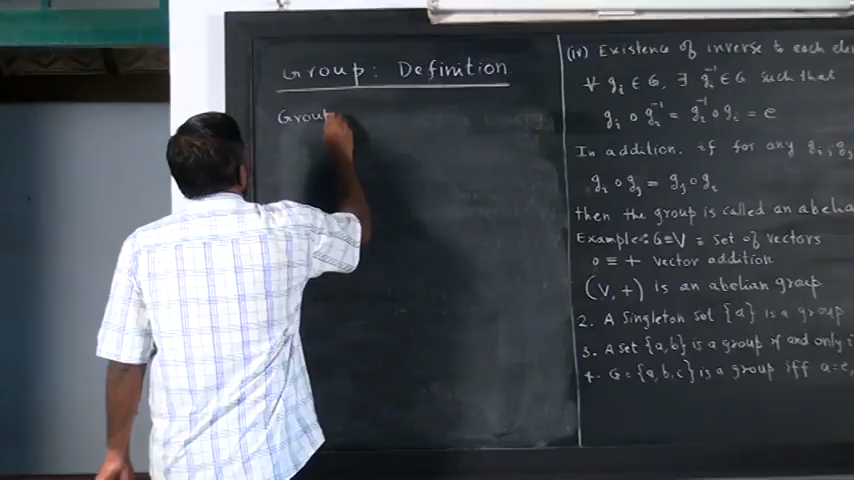 Group: Definition
Group
(iv) Existence of inverse to each
∀ gᵢ ∈ G, ∃ gᵢ⁻¹ ∈ G such that
gᵢ o gᵢ⁻¹ = gᵢ⁻¹ o gᵢ = e
In addition, if for any gᵢ, gⱼ
gᵢ o gⱼ = gⱼ o gᵢ
then the group is called an
Example: G = V ≡ set of vectors
o ≡ + vector addition
(V, +) is an abelian group.
2. A Singleton set {a} is a group
3. A set {a, b} is a group if and only
4. G = {a, b, c} is a group iff a = e,